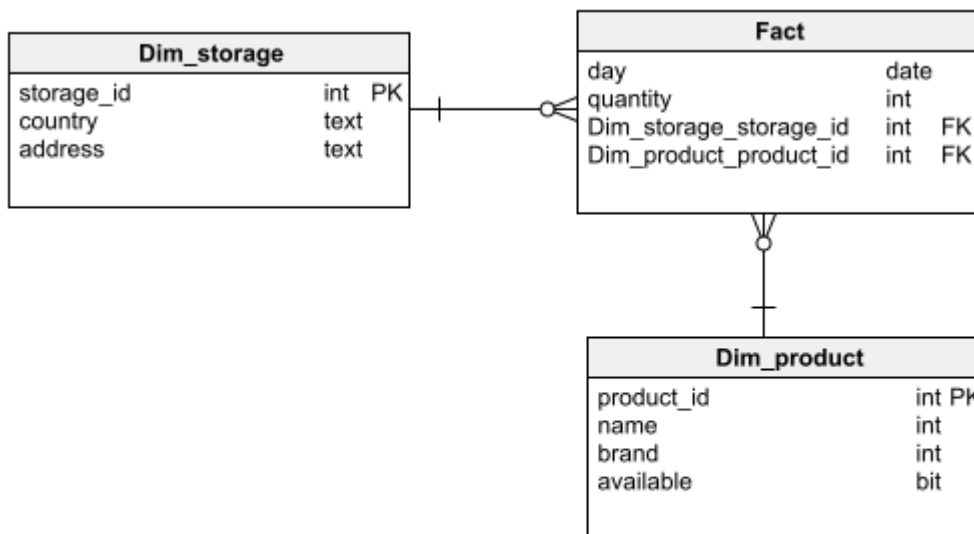 Dim_storage
storage_id int PK
country text
address text
Fact
day date
quantity int
Dim_storage_storage_id int FK
Dim_product_product_id int FK
Dim_product
product_id int PK
name int
brand int
available bit